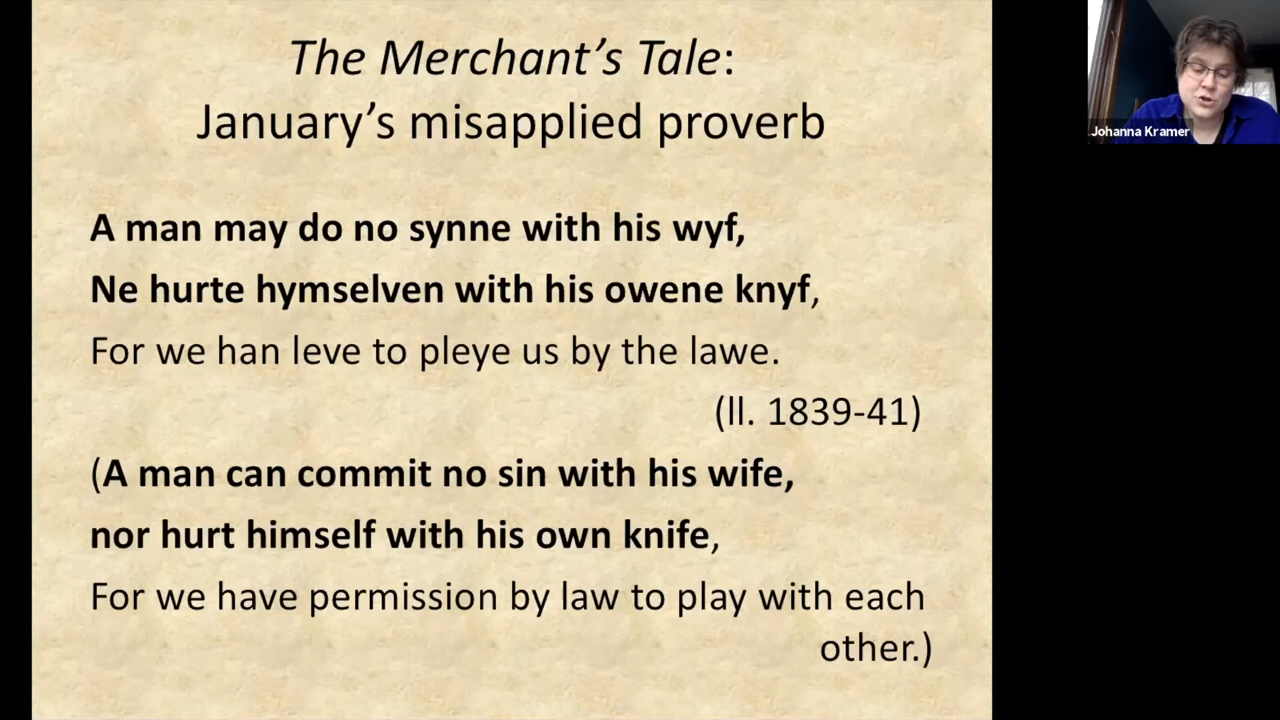 The Merchant's Tale:
January's misapplied proverb
A man may do no synne with his wyf,
Ne hurte hymselven with his owene knyf,
For we han leve to pleye us by the lawe.
(ll. 1839-41)
(A man can commit no sin with his wife,
nor hurt himself with his own knife,
For we have permission by law to play with each
other.)
Johanna Kramer